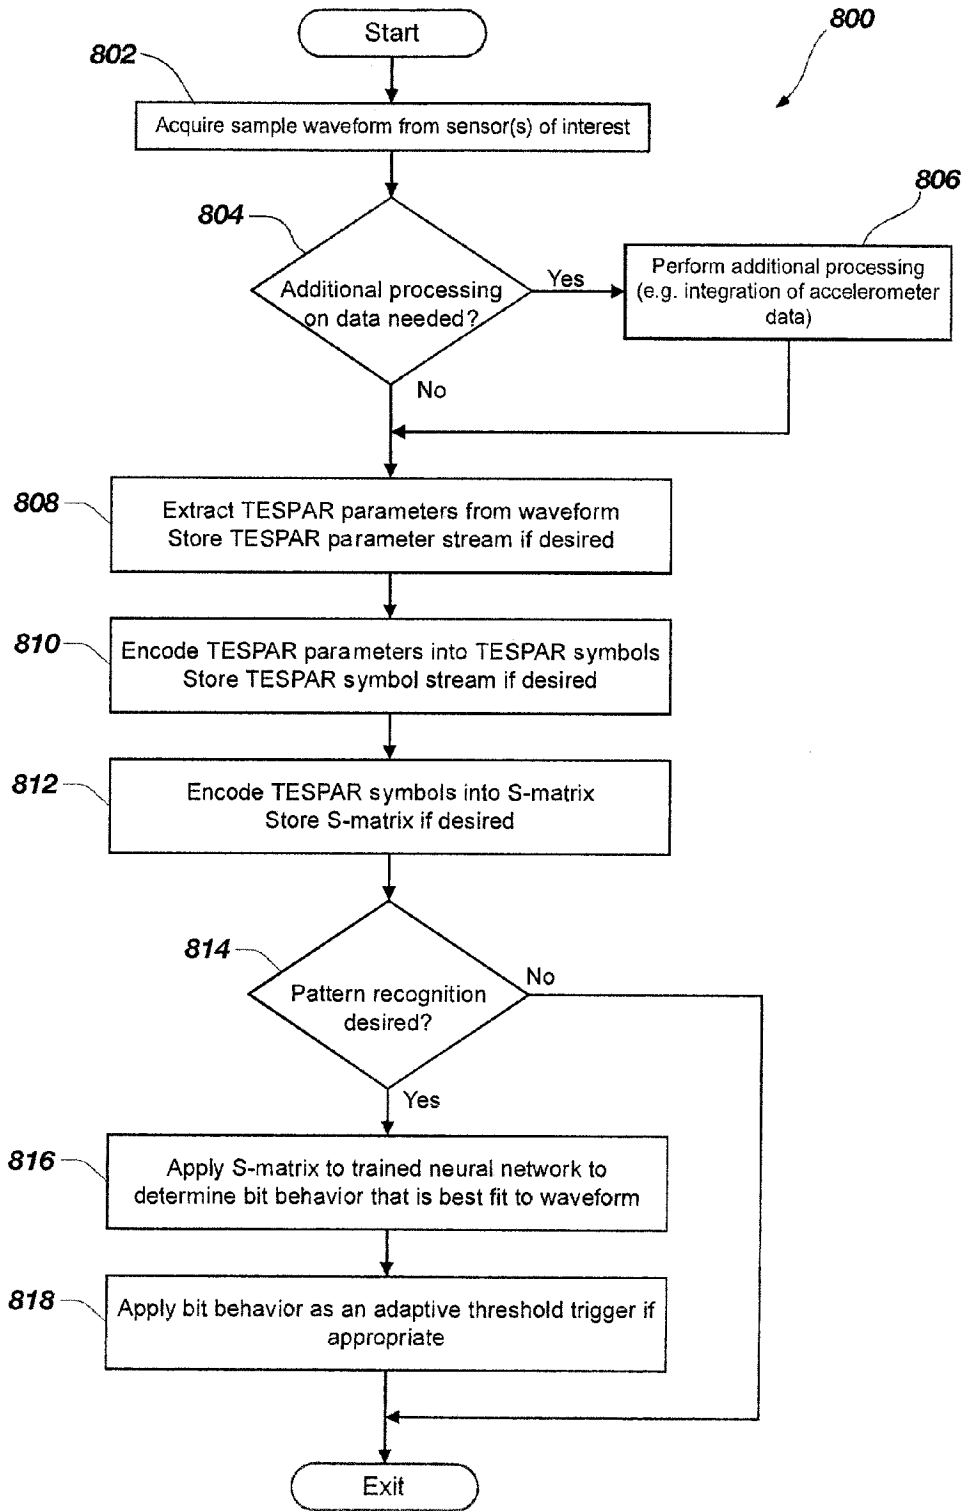 Start
800
802
Acquire sample waveform from sensor(s) of interest
804
806
Additional processing
on data needed?
Yes
Perform additional processing
(e.g. integration of accelerometer
data)
No
808
Extract TESPAR parameters from waveform
Store TESPAR parameter stream if desired
810
Encode TESPAR parameters into TESPAR symbols
Store TESPAR symbol stream if desired
812
Encode TESPAR symbols into S-matrix
Store S-matrix if desired
814
No
Pattern recognition
desired?
Yes
816
Apply S-matrix to trained neural network to
determine bit behavior that is best fit to waveform
818
Apply bit behavior as an adaptive threshold trigger if
appropriate
Exit